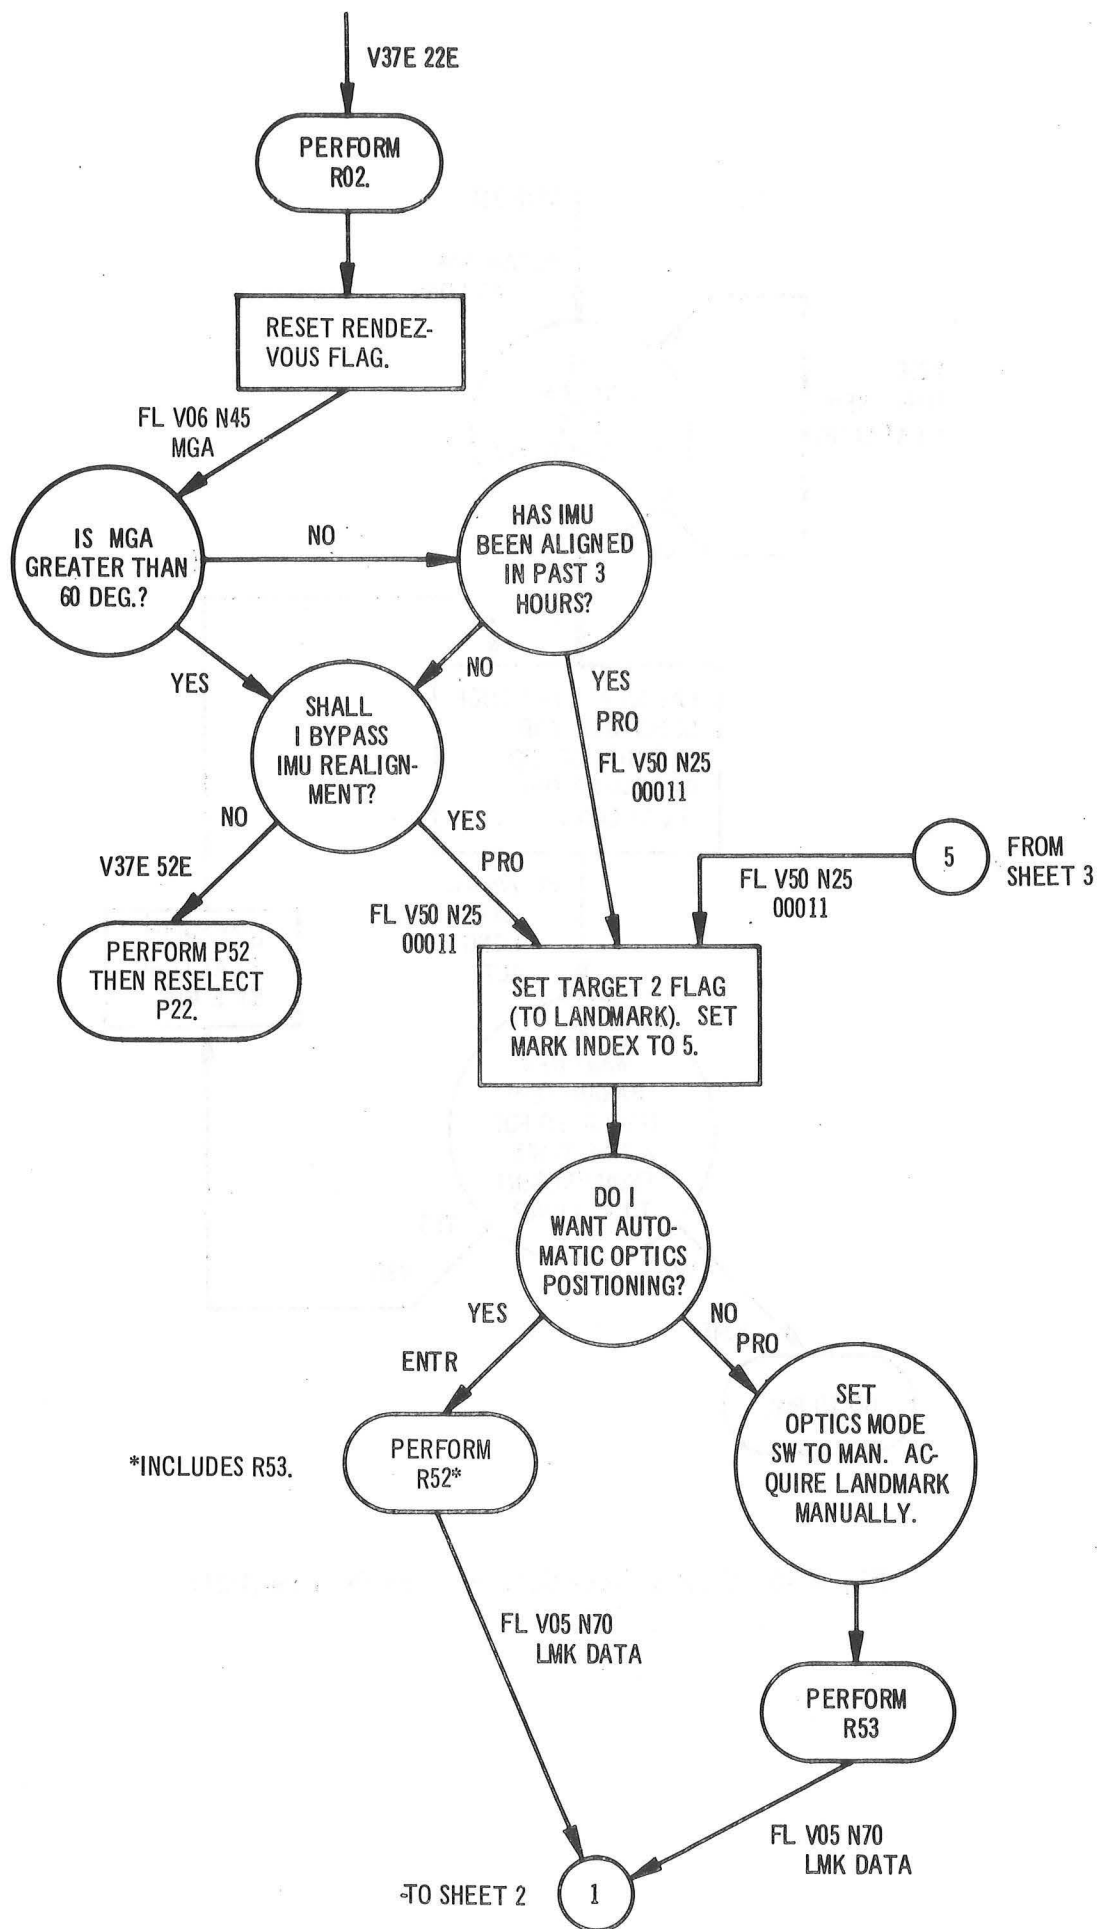 V37E 22E
PERFORM
R02.
RESET RENDEZ-
VOUS FLAG.
FL V06 N45
MGA
IS MGA
GREATER THAN
60 DEG.?
NO
HAS IMU
BEEN ALIGNED
IN PAST 3
HOURS?
YES
NO
SHALL
I BYPASS
IMU REALIGN-
MENT?
YES
PRO
FL V50 N25
00011
NO
V37E 52E
PERFORM P52
THEN RESELECT
P22.
YES
PRO
FL V50 N25
00011
5
FROM
SHEET 3
FL V50 N25
00011
SET TARGET 2 FLAG
(TO LANDMARK). SET
MARK INDEX TO 5.
DO I
WANT AUTO-
MATIC OPTICS
POSITIONING?
YES
ENTR
NO
PRO
*INCLUDES R53.
PERFORM
R52*
SET
OPTICS MODE
SW TO MAN. AC-
QUIRE LANDMARK
MANUALLY.
FL V05 N70
LMK DATA
PERFORM
R53
FL V05 N70
LMK DATA
TO SHEET 2
1